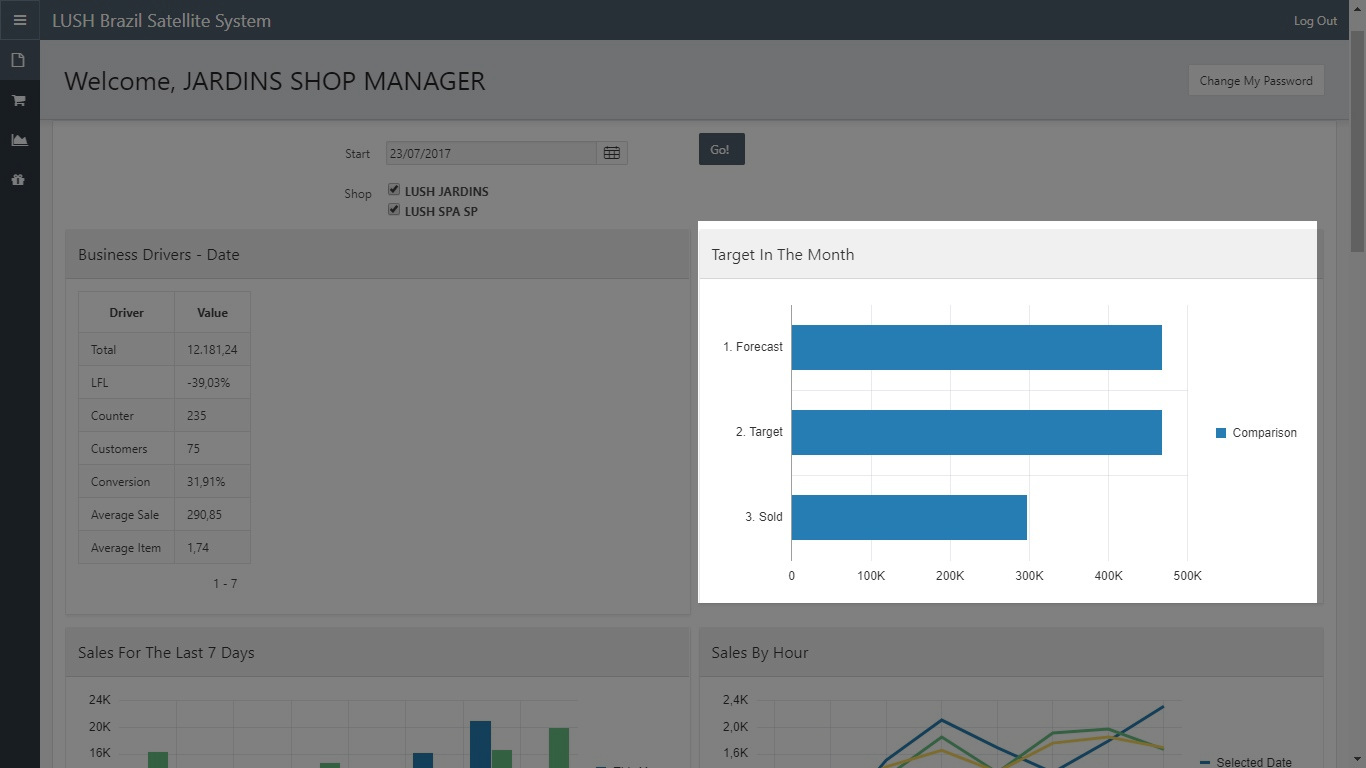 LUSH Brazil Satellite System
Log Out
Welcome, JARDINS SHOP MANAGER
Change My Password
Start
23/07/2017
Go!
Shop
LUSH JARDINS
LUSH SPA SP
Business Drivers - Date
Driver Value
Total 12.181,24
LFL -39,03%
Counter 235
Customers 75
Conversion 31,91%
Average Sale 290,85
Average Item 1,74
1 - 7
Target In The Month
1. Forecast
2. Target
3. Sold
0 100K 200K 300K 400K 500K
Comparison
Sales For The Last 7 Days
24K
20K
16K
Sales By Hour
2,4K
2,0K
1,6K
Selected Date